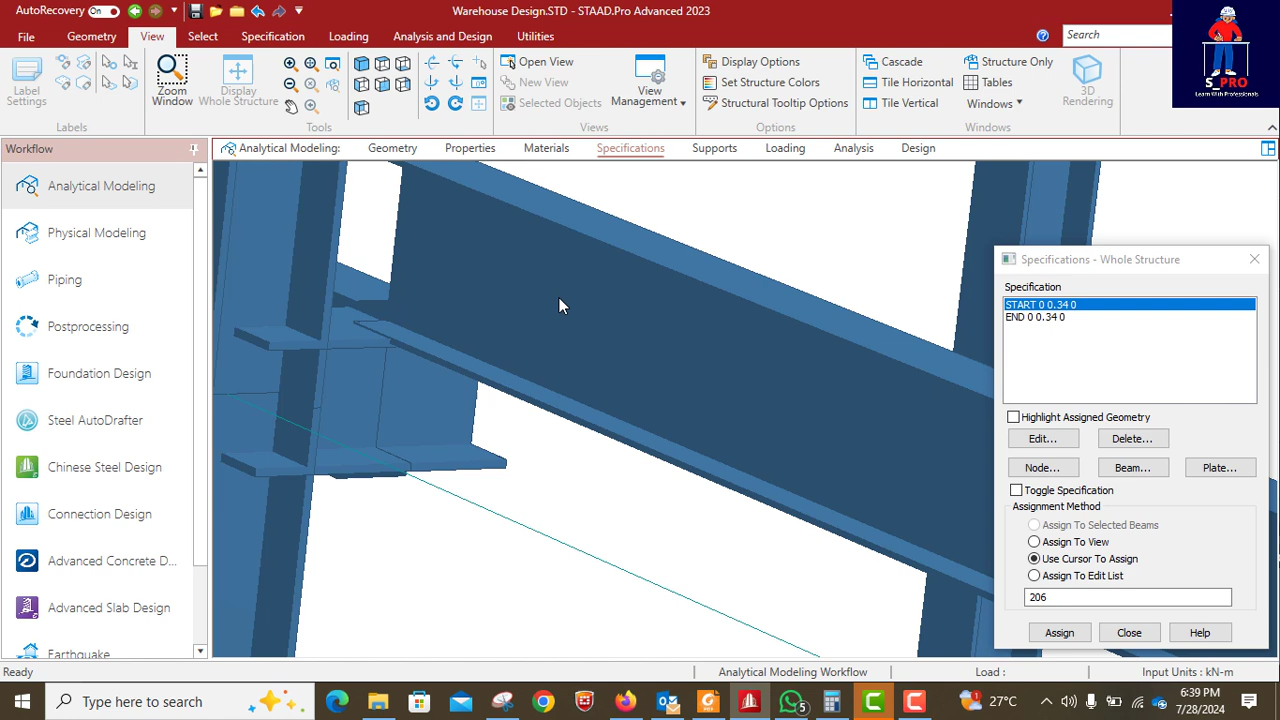 AutoRecovery On
Warehouse Design.STD - STAAD.Pro Advanced 2023
File
Geometry
View
Select
Specification
Loading
Analysis and Design
Utilities
Search
Label
Settings
Labels
Zoom
Window
Display
Whole Structure
Tools
Open View
New View
Selected Objects
View
Management
Views
Display Options
Set Structure Colors
Structural Tooltip Options
Options
Cascade
Tile Horizontal
Tile Vertical
Structure Only
Tables
Windows
Windows
3D
Rendering
S_PRO
Learn With Professionals
Workflow
Analytical Modeling:
Geometry
Properties
Materials
Specifications
Supports
Loading
Analysis
Design
Analytical Modeling
Physical Modeling
Piping
Postprocessing
Foundation Design
Steel AutoDrafter
Chinese Steel Design
Connection Design
Advanced Concrete D...
Advanced Slab Design
Earthquake
Specifications - Whole Structure
Specification
START 0 0.34 0
END 0 0.34 0
Highlight Assigned Geometry
Edit...
Delete...
Node...
Beam...
Plate...
Toggle Specification
Assignment Method
Assign To Selected Beams
Assign To View
Use Cursor To Assign
Assign To Edit List
206
Assign
Close
Help
Ready
Analytical Modeling Workflow
Load :
Input Units : kN-m
Type here to search
5
27°C
6:39 PM
7/28/2024